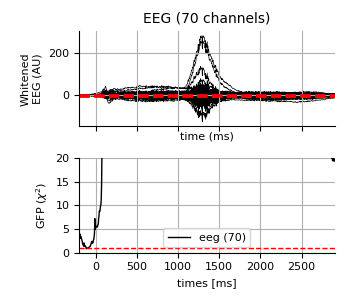 EEG (70 channels)
Whitened
EEG (AU)
200
0
time (ms)
GFP (χ²)
20
15
10
5
0
eeg (70)
0 500 1000 1500 2000 2500
times [ms]